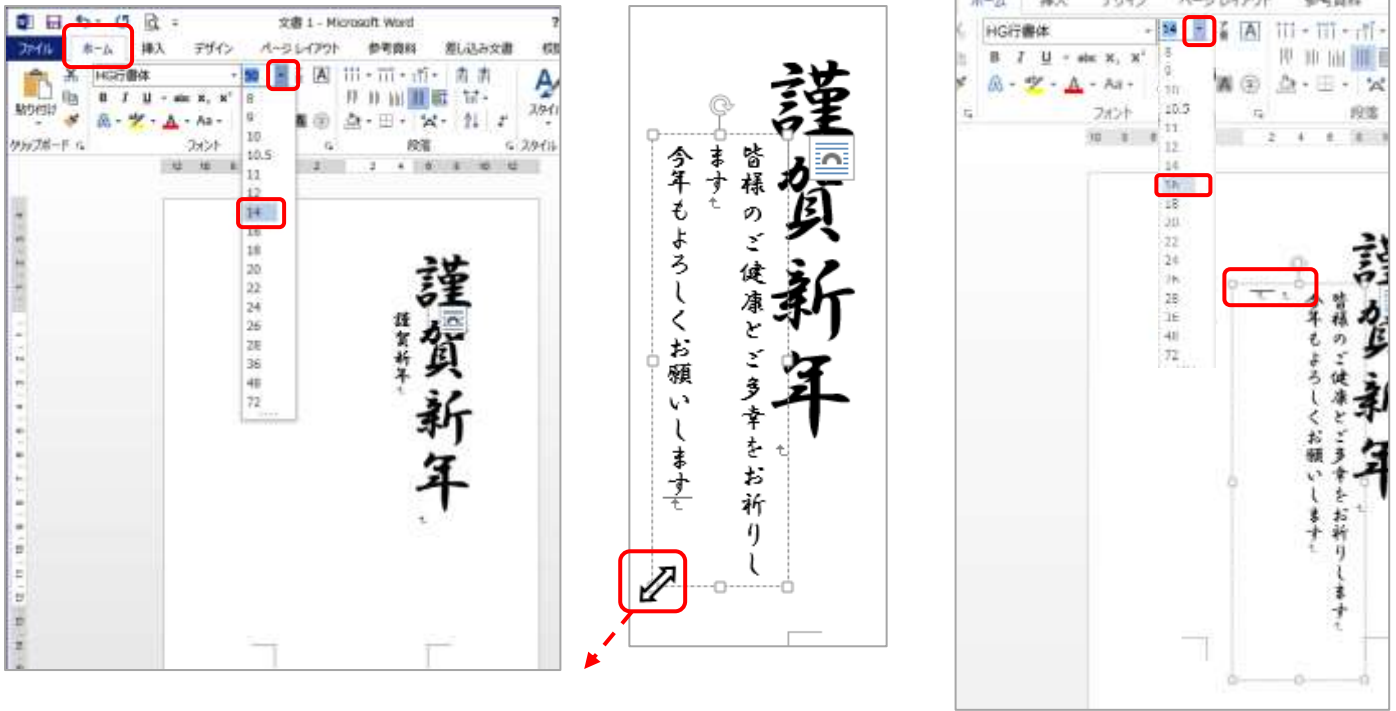 文書 1 - Microsoft Word
ファイル ホーム 挿入 デザイン ページ レイアウト 参考資料 差し込み文書
HG行書体
貼り付け
クリップボード フォント 段落
8
9
10
10.5
11
12
14
16
18
20
22
24
26
28
36
48
72
謹賀新年
謹賀新年
謹賀新年
皆様のご健康とご多幸をお祈りし
ます
今年もよろしくお願いします
HG行書体
フォント 段落
8
9
10
10.5
11
12
14
16
18
20
22
24
26
28
36
48
72
皆様のご健康とご多幸をお祈りします
今年もよろしくお願いします